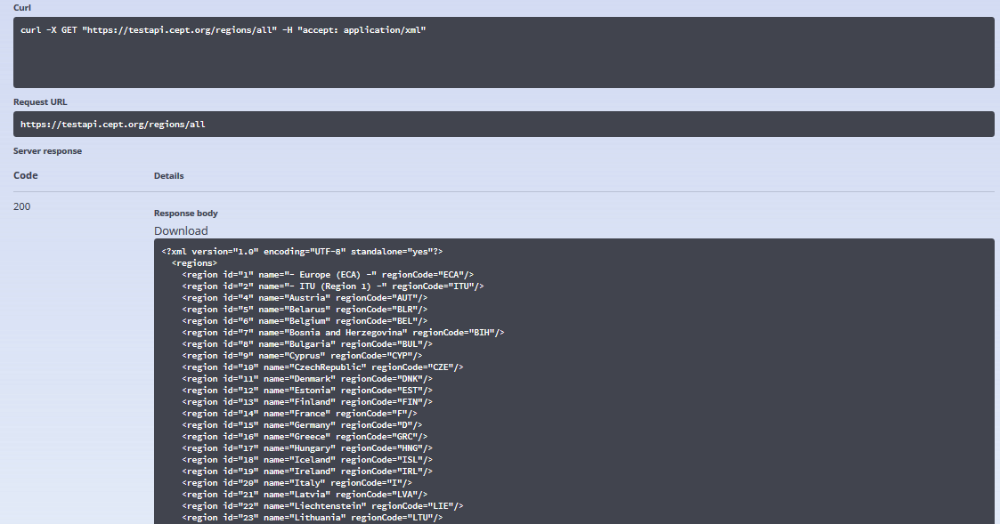 Curl
curl -X GET "https://testapi.cept.org/regions/all" -H "accept: application/xml"
Request URL
https://testapi.cept.org/regions/all
Server response
Code Details
200
Response body
Download
<?xml version="1.0" encoding="UTF-8" standalone="yes"?>
<regions>
<region id="1" name="- Europe (ECA) -" regionCode="ECA"/>
<region id="2" name="- ITU (Region 1) -" regionCode="ITU"/>
<region id="4" name="Austria" regionCode="AUT"/>
<region id="5" name="Belarus" regionCode="BLR"/>
<region id="6" name="Belgium" regionCode="BEL"/>
<region id="7" name="Bosnia and Herzegovina" regionCode="BIH"/>
<region id="8" name="Bulgaria" regionCode="BUL"/>
<region id="9" name="Cyprus" regionCode="CYP"/>
<region id="10" name="CzechRepublic" regionCode="CZE"/>
<region id="11" name="Denmark" regionCode="DNK"/>
<region id="12" name="Estonia" regionCode="EST"/>
<region id="13" name="Finland" regionCode="FIN"/>
<region id="14" name="France" regionCode="F"/>
<region id="15" name="Germany" regionCode="D"/>
<region id="16" name="Greece" regionCode="GRC"/>
<region id="17" name="Hungary" regionCode="HNG"/>
<region id="18" name="Iceland" regionCode="ISL"/>
<region id="19" name="Ireland" regionCode="IRL"/>
<region id="20" name="Italy" regionCode="I"/>
<region id="21" name="Latvia" regionCode="LVA"/>
<region id="22" name="Liechtenstein" regionCode="LIE"/>
<region id="23" name="Lithuania" regionCode="LTU"/>